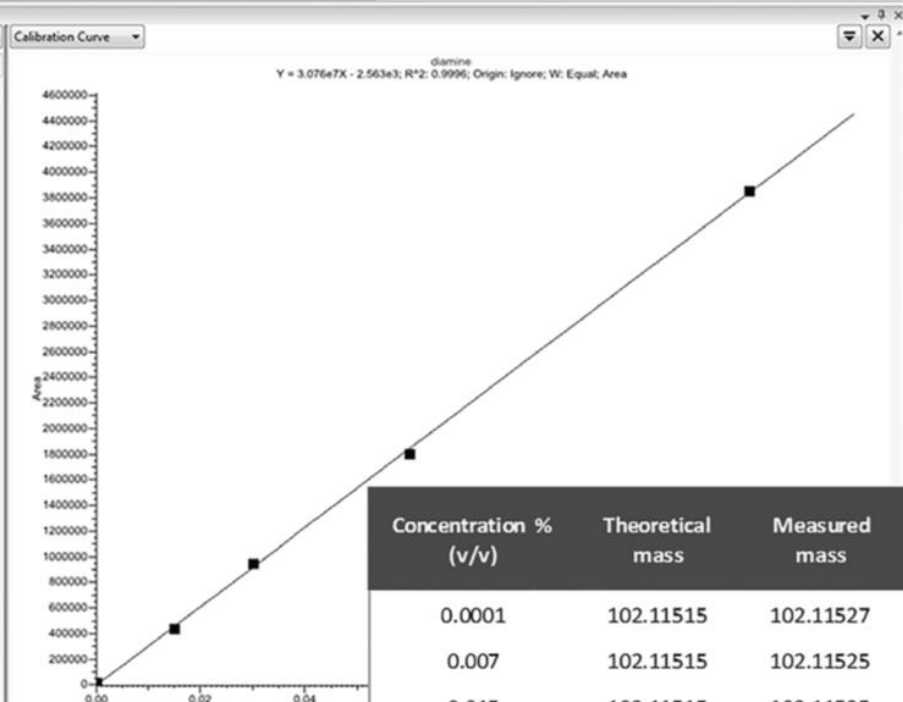 Calibration Curve
diamine
Y = 3.076e7X - 2.563e3; R^2: 0.9996; Origin: Ignore; W: Equal; Area
4600000
4400000
4200000
4000000
3800000
3600000
3400000
3200000
3000000
2800000
2600000
2400000
2200000
2000000
1800000
1600000
1400000
1200000
1000000
800000
600000
400000
200000
0
Area
0.00 0.02 0.04
Concentration % Theoretical Measured
(v/v) mass mass
0.0001 102.11515 102.11527
0.007 102.11515 102.11525